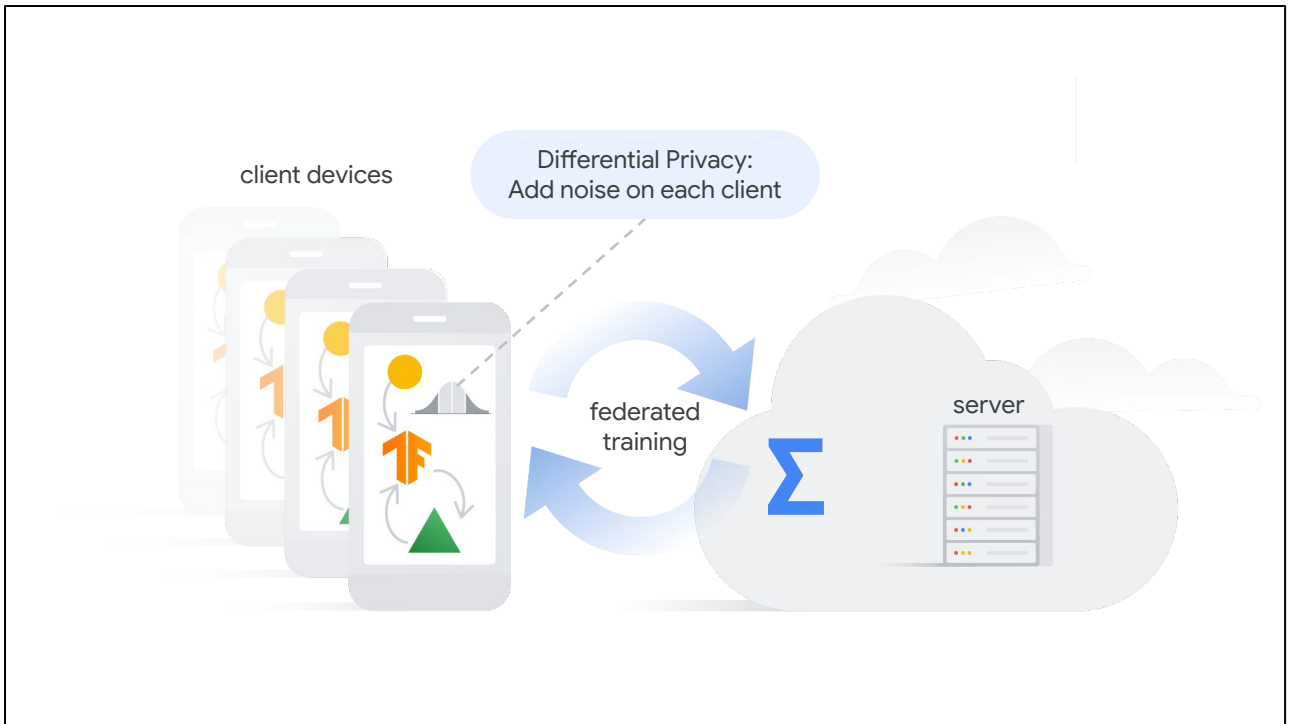 client devices
Differential Privacy:
Add noise on each client
federated
training
Σ
server